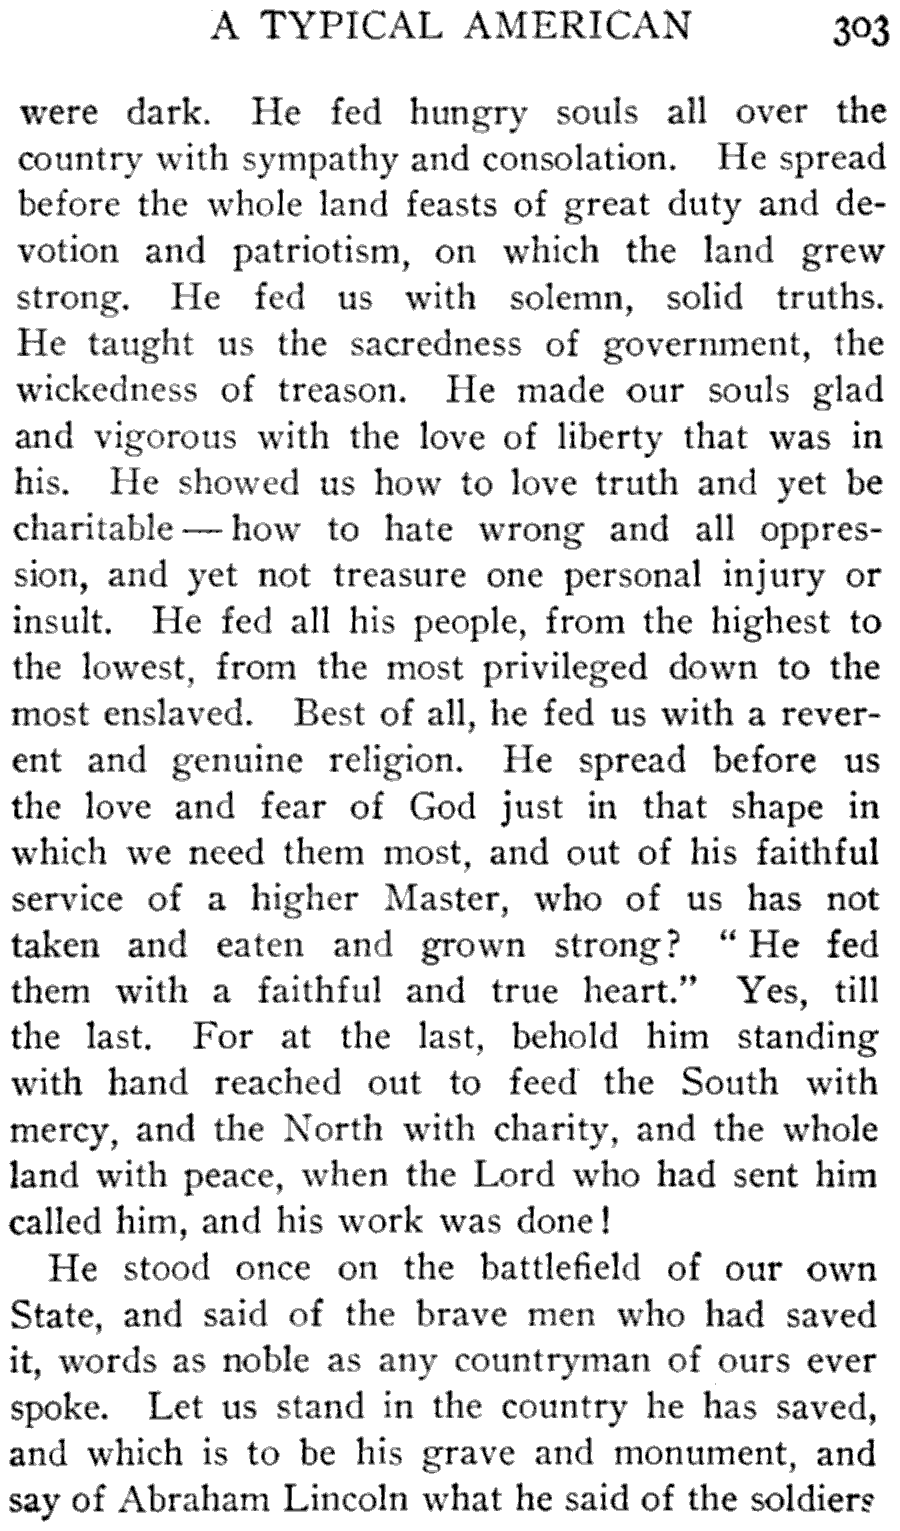 A TYPICAL AMERICAN 303
were dark. He fed hungry souls all over the
country with sympathy and consolation. He spread
before the whole land feasts of great duty and de-
votion and patriotism, on which the land grew
strong. He fed us with solemn, solid truths.
He taught us the sacredness of government, the
wickedness of treason. He made our souls glad
and vigorous with the love of liberty that was in
his. He showed us how to love truth and yet be
charitable — how to hate wrong and all oppres-
sion, and yet not treasure one personal injury or
insult. He fed all his people, from the highest to
the lowest, from the most privileged down to the
most enslaved. Best of all, he fed us with a rever-
ent and genuine religion. He spread before us
the love and fear of God just in that shape in
which we need them most, and out of his faithful
service of a higher Master, who of us has not
taken and eaten and grown strong? “He fed
them with a faithful and true heart.” Yes, till
the last. For at the last, behold him standing
with hand reached out to feed the South with
mercy, and the North with charity, and the whole
land with peace, when the Lord who had sent him
called him, and his work was done!
He stood once on the battlefield of our own
State, and said of the brave men who had saved
it, words as noble as any countryman of ours ever
spoke. Let us stand in the country he has saved,
and which is to be his grave and monument, and
say of Abraham Lincoln what he said of the soldiers